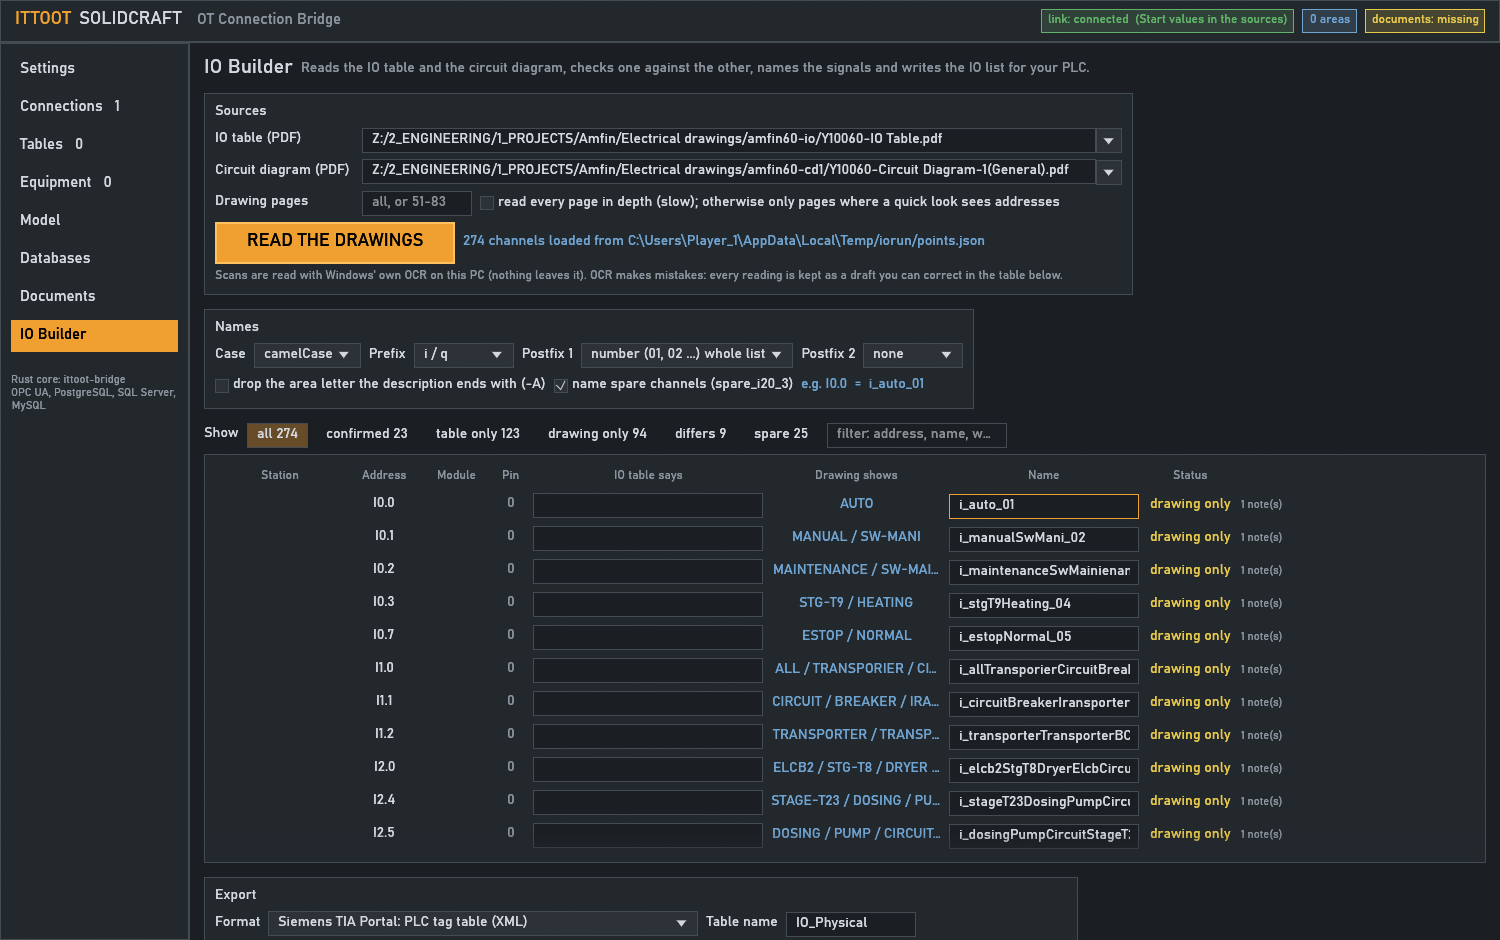 ITTOOT SOLIDCRAFT OT Connection Bridge link: connected (Start values in the sources) 0 areas documents: missing
Settings
Connections 1
Tables 0
Equipment 0
Model
Databases
Documents
IO Builder
Rust core: ittoot-bridge
OPC UA, PostgreSQL, SQL Server,
MySQL
IO Builder Reads the IO table and the circuit diagram, checks one against the other, names the signals and writes the IO list for your PLC.
Sources
IO table (PDF) Z:/2_ENGINEERING/1_PROJECTS/Amfin/Electrical drawings/amfin60-io/Y10060-IO Table.pdf
Circuit diagram (PDF) Z:/2_ENGINEERING/1_PROJECTS/Amfin/Electrical drawings/amfin60-cd1/Y10060-Circuit Diagram-1(General).pdf
Drawing pages all, or 51-83 read every page in depth (slow); otherwise only pages where a quick look sees addresses
READ THE DRAWINGS 274 channels loaded from C:\Users\Player_1\AppData\Local\Temp/iorun/points.json
Scans are read with Windows' own OCR on this PC (nothing leaves it). OCR makes mistakes: every reading is kept as a draft you can correct in the table below.
Names
Case camelCase Prefix i / q Postfix 1 number (01, 02 ...) whole list Postfix 2 none
drop the area letter the description ends with (-A) name spare channels (spare_i20_3) e.g. I0.0 = i_auto_01
Show all 274 confirmed 23 table only 123 drawing only 94 differs 9 spare 25 filter: address, name, w...
Station Address Module Pin IO table says Drawing shows Name Status
I0.0 0 AUTO i_auto_01 drawing only 1 note(s)
I0.1 0 MANUAL / SW-MANI i_manualSwMani_02 drawing only 1 note(s)
I0.2 0 MAINTENANCE / SW-MAI... i_maintenanceSwMainienan drawing only 1 note(s)
I0.3 0 STG-T9 / HEATING i_stgT9Heating_04 drawing only 1 note(s)
I0.7 0 ESTOP / NORMAL i_estopNormal_05 drawing only 1 note(s)
I1.0 0 ALL / TRANSPORIER / CI... i_allTransporierCircuitBreal drawing only 1 note(s)
I1.1 0 CIRCUIT / BREAKER / IRA... i_circuitBreakerIransporter drawing only 1 note(s)
I1.2 0 TRANSPORTER / TRANSP... i_transporterTransporterBC drawing only 1 note(s)
I2.0 0 ELCB2 / STG-T8 / DRYER ... i_elcb2StgT8DryerElcbCircu drawing only 1 note(s)
I2.4 0 STAGE-T23 / DOSING / PU... i_stageT23DosingPumpCircu drawing only 1 note(s)
I2.5 0 DOSING / PUMP / CIRCUIT... i_dosingPumpCircuitStageT2 drawing only 1 note(s)
Export
Format Siemens TIA Portal: PLC tag table (XML) Table name IO_Physical